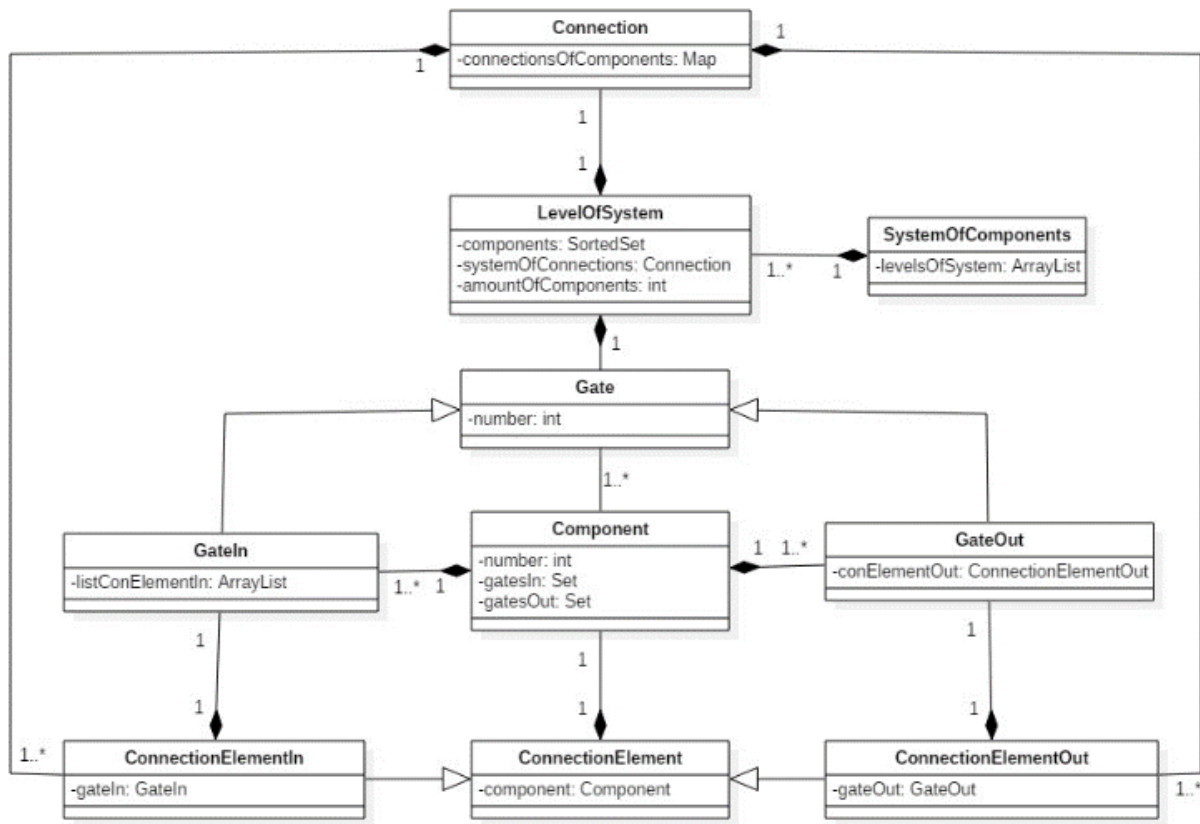 Connection
-connectionsOfComponents: Map
1
1
1
1
LevelOfSystem
-components: SortedSet
-systemOfConnections: Connection
-amountOfComponents: int
1..*
1
SystemOfComponents
-levelsOfSystem: ArrayList
1
Gate
-number: int
1..*
GateIn
-listConElementIn: ArrayList
1..*
1
Component
-number: int
-gatesIn: Set
-gatesOut: Set
1
1..*
GateOut
-conElementOut: ConnectionElementOut
1
1
1
1
1
1
1..*
ConnectionElementIn
-gateIn: GateIn
ConnectionElement
-component: Component
ConnectionElementOut
-gateOut: GateOut
1..*